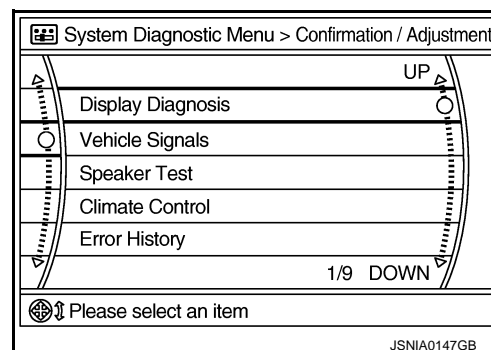 System Diagnostic Menu > Confirmation / Adjustment
UP
Display Diagnosis
Vehicle Signals
Speaker Test
Climate Control
Error History
1/9 DOWN
Please select an item
JSNIA0147GB